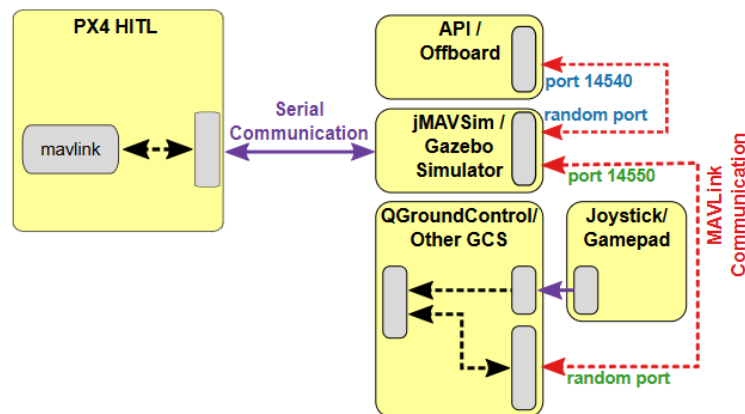 PX4 HITL
mavlink
Serial
Communication
API /
Offboard
port 14540
random port
jMAVSim /
Gazebo
Simulator
port 14550
QGroundControl/
Other GCS
Joystick/
Gamepad
random port
MAVLink
Communication